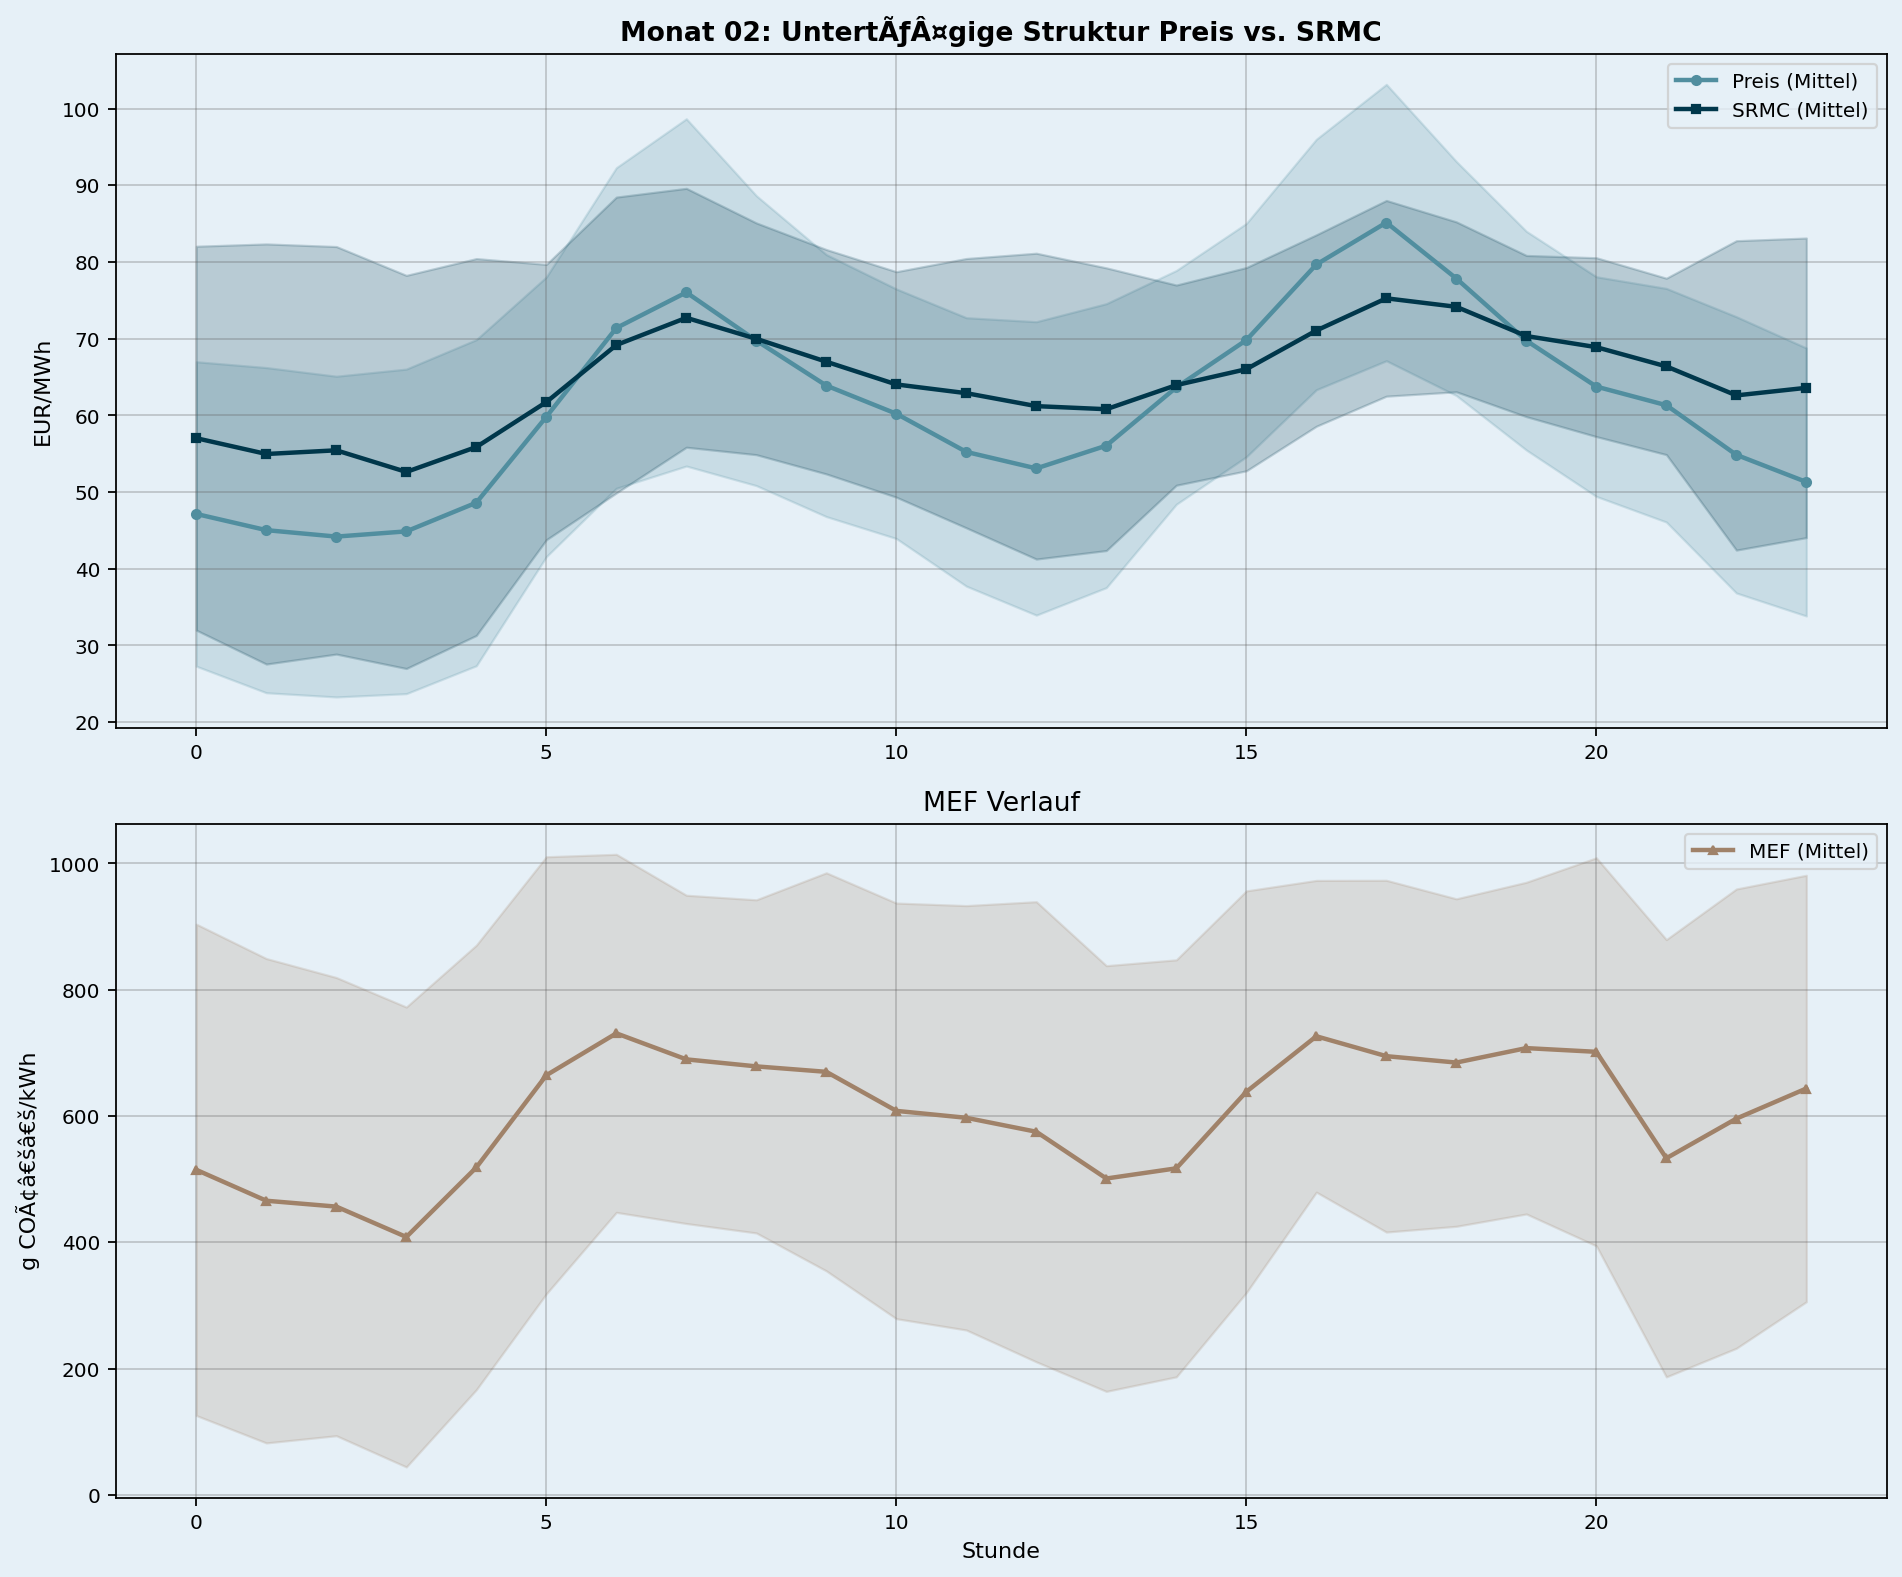 Monat 02: UntertÃƒÂ¤gige Struktur Preis vs. SRMC
Preis (Mittel)
SRMC (Mittel)
EUR/MWh
100
90
80
70
60
50
40
30
20
0 5 10 15 20
MEF Verlauf
MEF (Mittel)
g COÃ¢â€šâ€š/kWh
1000
800
600
400
200
0
0 5 10 15 20
Stunde